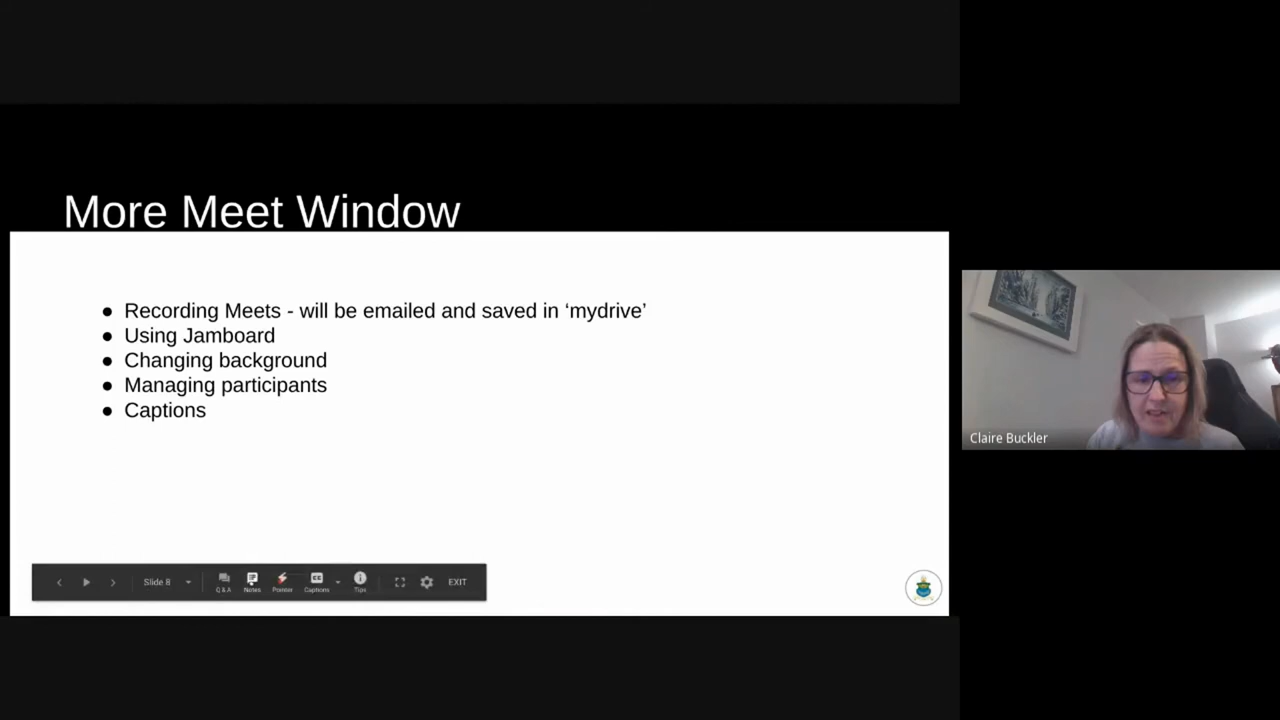 More Meet Window
● Recording Meets - will be emailed and saved in ‘mydrive’
● Using Jamboard
● Changing background
● Managing participants
● Captions
Claire Buckler
Slide 8
Q & A Notes Pointer Captions Tips EXIT